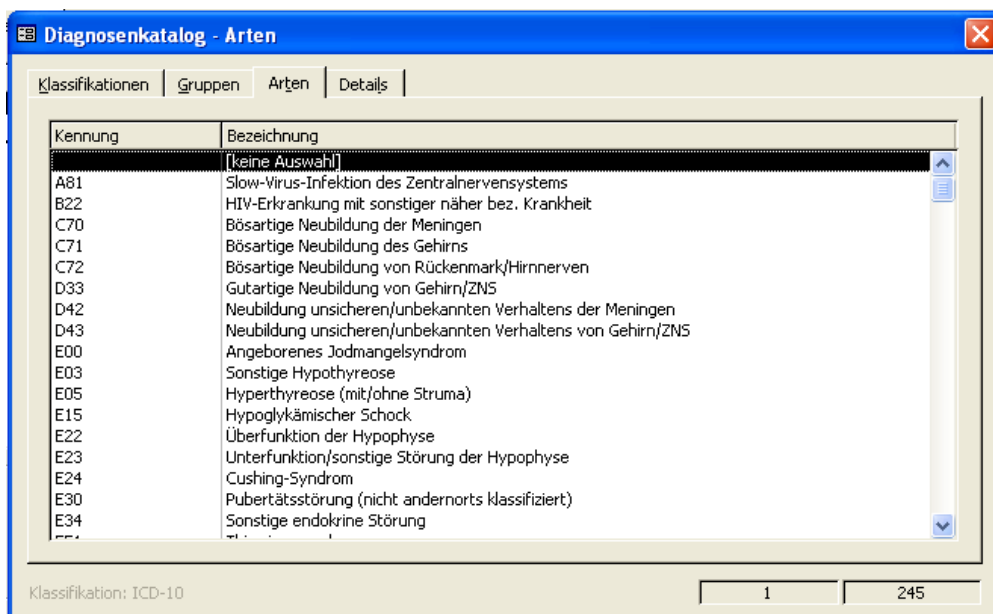 Diagnosenkatalog - Arten
Klassifikationen Gruppen Arten Details
Kennung Bezeichnung
[keine Auswahl]
A81 Slow-Virus-Infektion des Zentralnervensystems
B22 HIV-Erkrankung mit sonstiger näher bez. Krankheit
C70 Bösartige Neubildung der Meningen
C71 Bösartige Neubildung des Gehirns
C72 Bösartige Neubildung von Rückenmark/Hirnnerven
D33 Gutartige Neubildung von Gehirn/ZNS
D42 Neubildung unsicheren/unbekannten Verhaltens der Meningen
D43 Neubildung unsicheren/unbekannten Verhaltens von Gehirn/ZNS
E00 Angeborenes Jodmangelsyndrom
E03 Sonstige Hypothyreose
E05 Hyperthyreose (mit/ohne Struma)
E15 Hypoglykämischer Schock
E22 Überfunktion der Hypophyse
E23 Unterfunktion/sonstige Störung der Hypophyse
E24 Cushing-Syndrom
E30 Pubertätsstörung (nicht andernorts klassifiziert)
E34 Sonstige endokrine Störung
Klassifikation: ICD-10 1 245